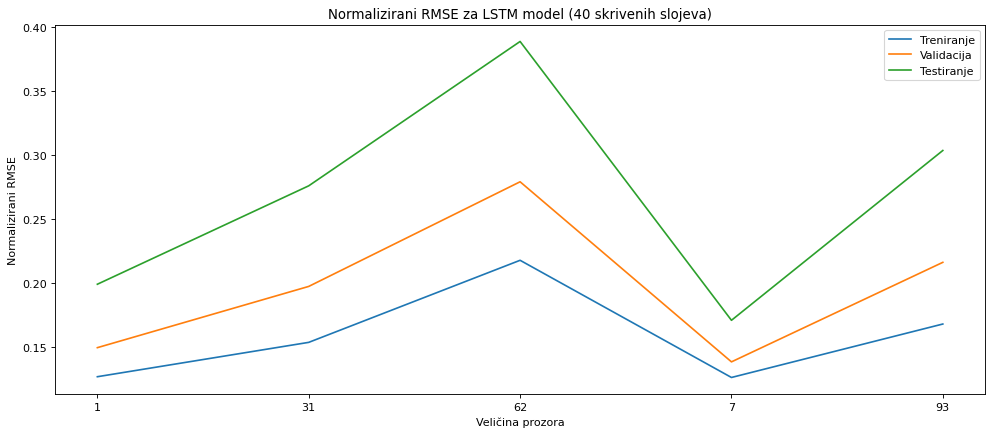 Normalizirani RMSE za LSTM model (40 skrivenih slojeva)
0.40
0.35
0.30
0.25
0.20
0.15
Normalizirani RMSE
Treniranje
Validacija
Testiranje
1 31 62 7 93
Veličina prozora